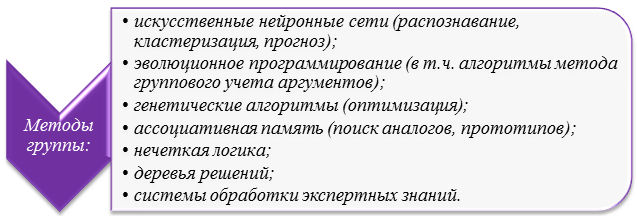 Методы
группы:
• искусственные нейронные сети (распознавание,
кластеризация, прогноз);
• эволюционное программирование (в т.ч. алгоритмы метода
группового учета аргументов);
• генетические алгоритмы (оптимизация);
• ассоциативная память (поиск аналогов, прототипов);
• нечеткая логика;
• деревья решений;
• системы обработки экспертных знаний.